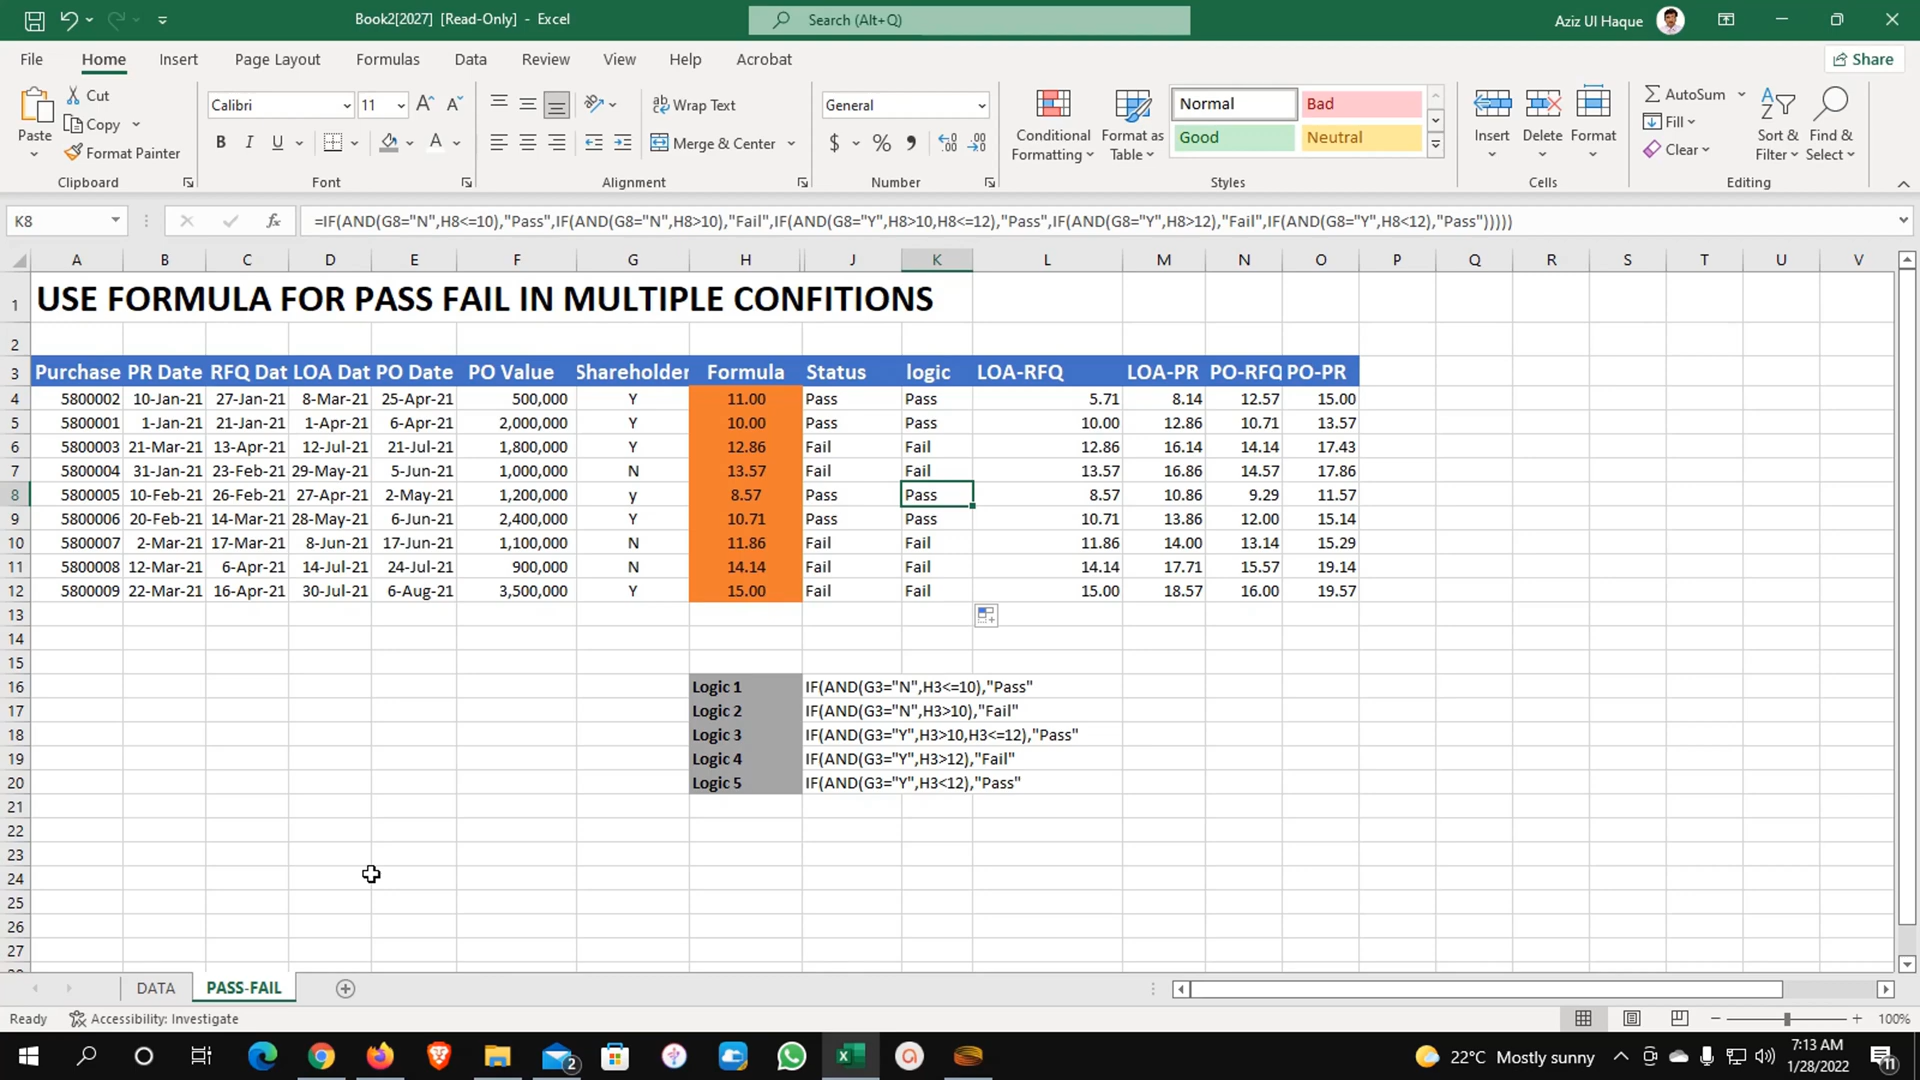 Book2[2027] [Read-Only] - Excel
Search (Alt+Q)
Aziz Ul Haque
File Home Insert Page Layout Formulas Data Review View Help Acrobat Share
Paste
Cut
Copy
Format Painter
Clipboard
Calibri 11
B I U A
Font
Wrap Text
Merge & Center
Alignment
General
$ % 9
Number
Conditional Formatting
Format as Table
Normal Bad
Good Neutral
Styles
Insert Delete Format
Cells
AutoSum
Fill
Clear
Sort & Filter
Find & Select
Editing
K8 fx =IF(AND(G8="N",H8<=10),"Pass",IF(AND(G8="N",H8>10),"Fail",IF(AND(G8="Y",H8>10,H8<=12),"Pass",IF(AND(G8="Y",H8>12),"Fail",IF(AND(G8="Y",H8<12),"Pass")))))
A B C D E F G H J K L M N O P Q R S T U V
1 USE FORMULA FOR PASS FAIL IN MULTIPLE CONFITIONS
2
3 Purchase PR Date RFQ Dat LOA Dat PO Date PO Value Shareholder Formula Status logic LOA-RFQ LOA-PR PO-RFQ PO-PR
4 5800002 10-Jan-21 27-Jan-21 8-Mar-21 25-Apr-21 500,000 Y 11.00 Pass Pass 5.71 8.14 12.57 15.00
5 5800001 1-Jan-21 21-Jan-21 1-Apr-21 6-Apr-21 2,000,000 Y 10.00 Pass Pass 10.00 12.86 10.71 13.57
6 5800003 21-Mar-21 13-Apr-21 12-Jul-21 21-Jul-21 1,800,000 Y 12.86 Fail Fail 12.86 16.14 14.14 17.43
7 5800004 31-Jan-21 23-Feb-21 29-May-21 5-Jun-21 1,000,000 N 13.57 Fail Fail 13.57 16.86 14.57 17.86
8 5800005 10-Feb-21 26-Feb-21 27-Apr-21 2-May-21 1,200,000 y 8.57 Pass Pass 8.57 10.86 9.29 11.57
9 5800006 20-Feb-21 14-Mar-21 28-May-21 6-Jun-21 2,400,000 Y 10.71 Pass Pass 10.71 13.86 12.00 15.14
10 5800007 2-Mar-21 17-Mar-21 8-Jun-21 17-Jun-21 1,100,000 N 11.86 Fail Fail 11.86 14.00 13.14 15.29
11 5800008 12-Mar-21 6-Apr-21 14-Jul-21 24-Jul-21 900,000 N 14.14 Fail Fail 14.14 17.71 15.57 19.14
12 5800009 22-Mar-21 16-Apr-21 30-Jul-21 6-Aug-21 3,500,000 Y 15.00 Fail Fail 15.00 18.57 16.00 19.57
13
14
15
16 Logic 1 IF(AND(G3="N",H3<=10),"Pass"
17 Logic 2 IF(AND(G3="N",H3>10),"Fail"
18 Logic 3 IF(AND(G3="Y",H3>10,H3<=12),"Pass"
19 Logic 4 IF(AND(G3="Y",H3>12),"Fail"
20 Logic 5 IF(AND(G3="Y",H3<12),"Pass"
21
22
23
24
25
26
27
DATA PASS-FAIL
Ready Accessibility: Investigate 100%
2 22°C Mostly sunny 7:13 AM 11
1/28/2022